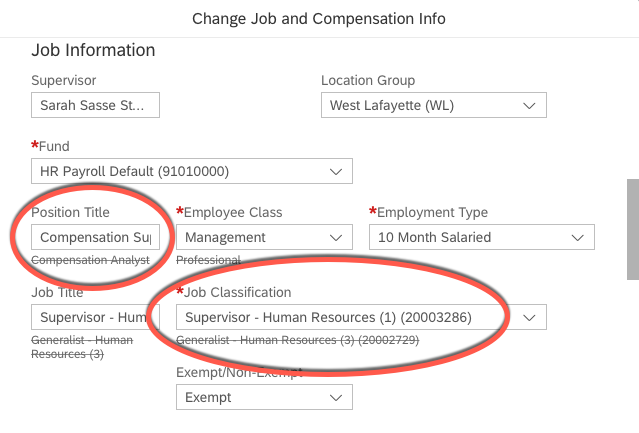 Change Job and Compensation Info
Job Information
Supervisor Location Group
Sarah Sasse St... West Lafayette (WL)
*Fund
HR Payroll Default (91010000)
Position Title *Employee Class *Employment Type
Compensation Su Management 10 Month Salaried
Compensation Analyst Professional
Job Title *Job Classification
Supervisor - Hum Supervisor - Human Resources (1) (20003286)
Generalist - Human Generalist - Human Resources (3) (20002729)
Resources (3)
Exempt/Non-Exempt
Exempt